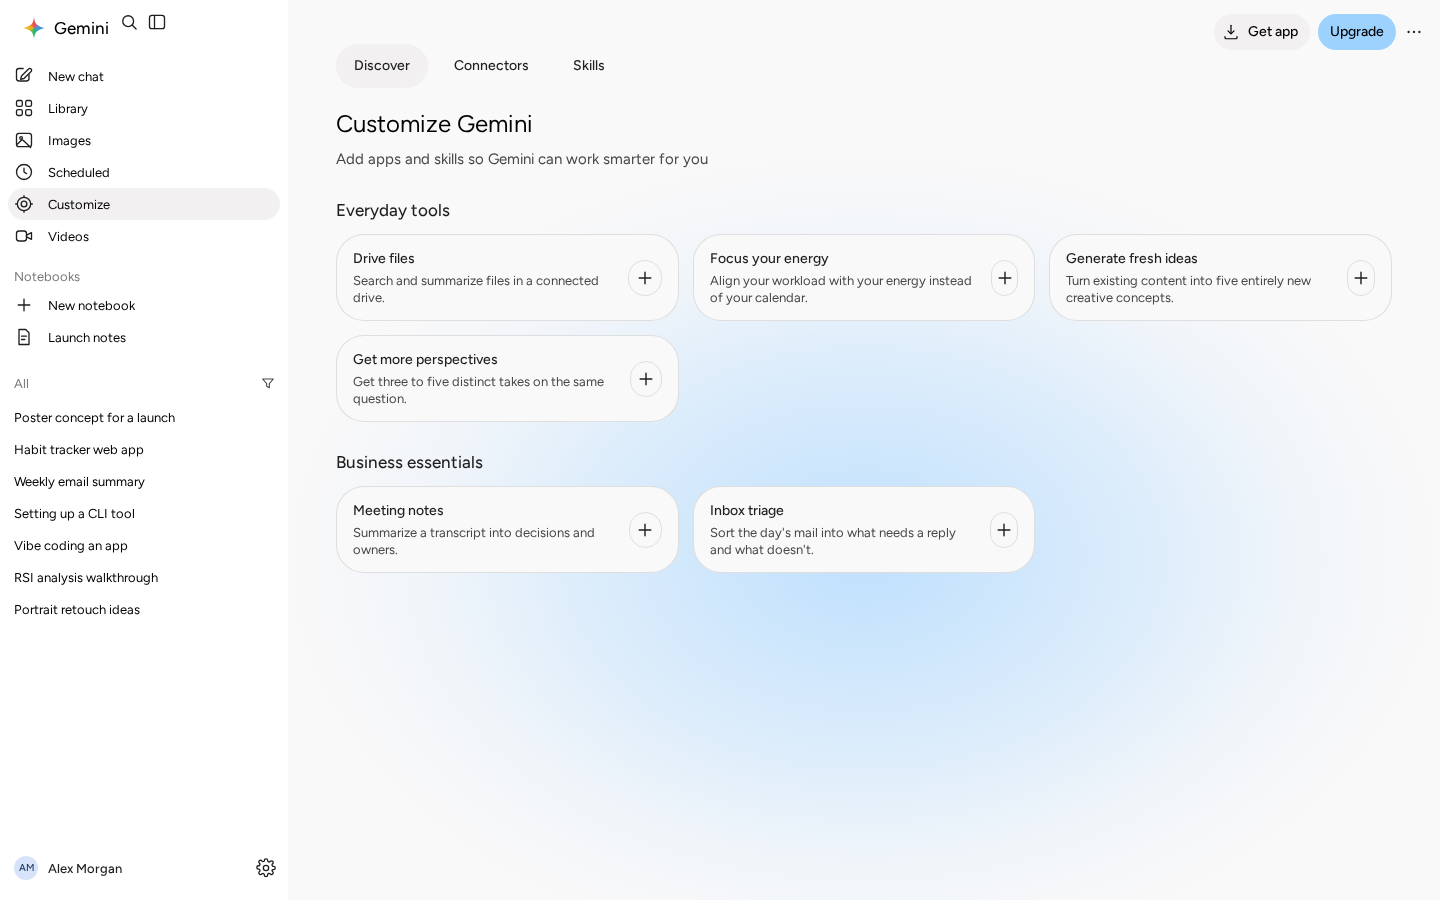 Gemini
New chat
Library
Images
Scheduled
Customize
Videos
Notebooks
New notebook
Launch notes
All
Poster concept for a launch
Habit tracker web app
Weekly email summary
Setting up a CLI tool
Vibe coding an app
RSI analysis walkthrough
Portrait retouch ideas
AM
Alex Morgan
Get app
Upgrade
Discover
Connectors
Skills
Customize Gemini
Add apps and skills so Gemini can work smarter for you
Everyday tools
Drive files
Search and summarize files in a connected
drive.
Focus your energy
Align your workload with your energy instead
of your calendar.
Generate fresh ideas
Turn existing content into five entirely new
creative concepts.
Get more perspectives
Get three to five distinct takes on the same
question.
Business essentials
Meeting notes
Summarize a transcript into decisions and
owners.
Inbox triage
Sort the day's mail into what needs a reply
and what doesn't.